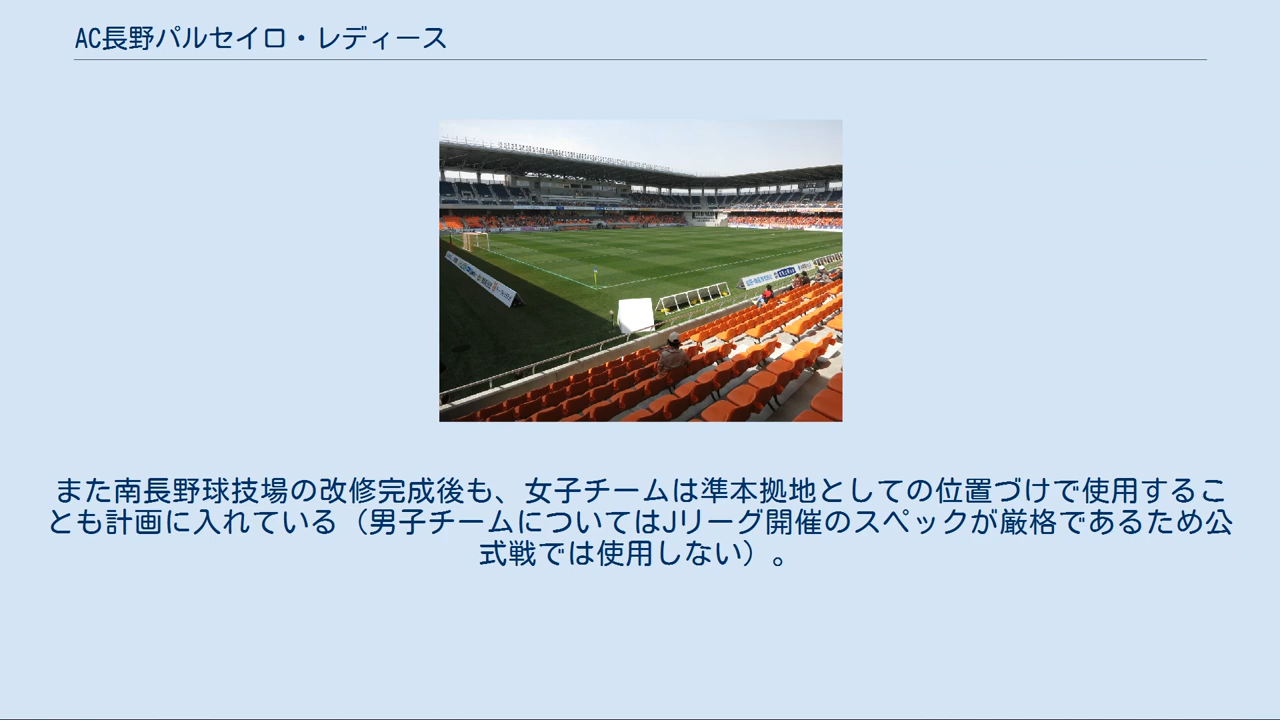 AC長野パルセイロ・レディース
また南長野球技場の改修完成後も、女子チームは準本拠地としての位置づけで使用するこ
とも計画に入れている（男子チームについてはJリーグ開催のスペックが厳格であるため公
式戦では使用しない）。